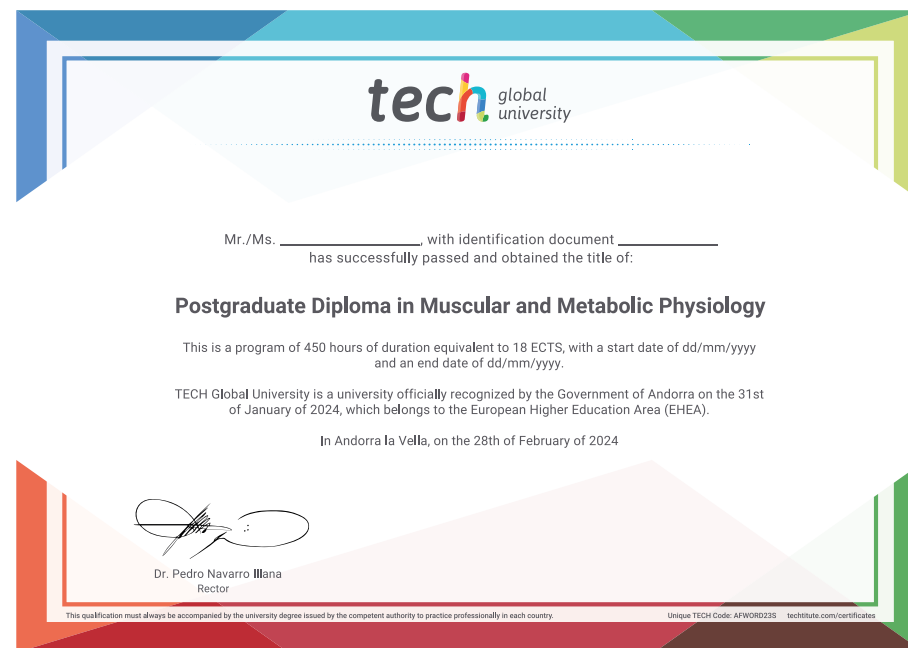 tech global university
Mr./Ms. ______________, with identification document __________
has successfully passed and obtained the title of:
Postgraduate Diploma in Muscular and Metabolic Physiology
This is a program of 450 hours of duration equivalent to 18 ECTS, with a start date of dd/mm/yyyy
and an end date of dd/mm/yyyy.
TECH Global University is a university officially recognized by the Government of Andorra on the 31st
of January of 2024, which belongs to the European Higher Education Area (EHEA).
In Andorra la Vella, on the 28th of February of 2024
Dr. Pedro Navarro Illana
Rector
This qualification must always be accompanied by the university degree issued by the competent authority to practice professionally in each country. Unique TECH Code: AFWORD23S techtitute.com/certificates